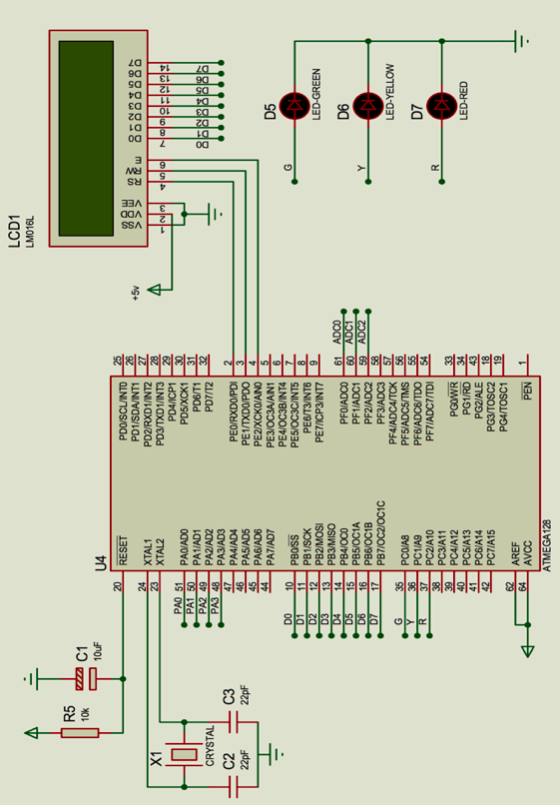 LCD1
LM016L
+5v
VSS 1
VDD 2
VEE 3
RS 4
RW 5
E 6
D0 7 D0
D1 8 D1
D2 9 D2
D3 10 D3
D4 11 D4
D5 12 D5
D6 13 D6
D7 14 D7
G D5
LED-GREEN
Y D6
LED-YELLOW
R D7
LED-RED
R5
10k
C1
10uF
X1
CRYSTAL
C2
22pF
C3
22pF
U4
20 RESET
24 XTAL1
23 XTAL2
PA0 51 PA0/AD0
PA1 50 PA1/AD1
PA2 49 PA2/AD2
PA3 48 PA3/AD3
47 PA4/AD4
46 PA5/AD5
45 PA6/AD6
44 PA7/AD7
D0 10 PB0/SS
D1 11 PB1/SCK
D2 12 PB2/MOSI
D3 13 PB3/MISO
D4 14 PB4/OC0
D5 15 PB5/OC1A
D6 16 PB6/OC1B
D7 17 PB7/OC2/OC1C
G 35 PC0/A8
Y 36 PC1/A9
R 37 PC2/A10
38 PC3/A11
39 PC4/A12
40 PC5/A13
41 PC6/A14
42 PC7/A15
62 AREF
64 AVCC
PD0/SCL/INT0 25
PD1/SDA/INT1 26
PD2/RXD1/INT2 27
PD3/TXD1/INT3 28
PD4/ICP1 29
PD5/XCK1 30
PD6/T1 31
PD7/T2 32
PE0/RXD0/PDI 2
PE1/TXD0/PDO 3
PE2/XCK0/AIN0 4
PE3/OC3A/AIN1 5
PE4/OC3B/INT4 6
PE5/OC3C/INT5 7
PE6/T3/INT6 8
PE7/ICP3/INT7 9
PF0/ADC0 61 ADC0
PF1/ADC1 60 ADC1
PF2/ADC2 59 ADC2
PF3/ADC3 58
PF4/ADC4/TCK 57
PF5/ADC5/TMS 56
PF6/ADC6/TDO 55
PF7/ADC7/TDI 54
PG0/WR 33
PG1/RD 34
PG2/ALE 43
PG3/TOSC2 18
PG4/TOSC1 19
PEN 1
ATMEGA128